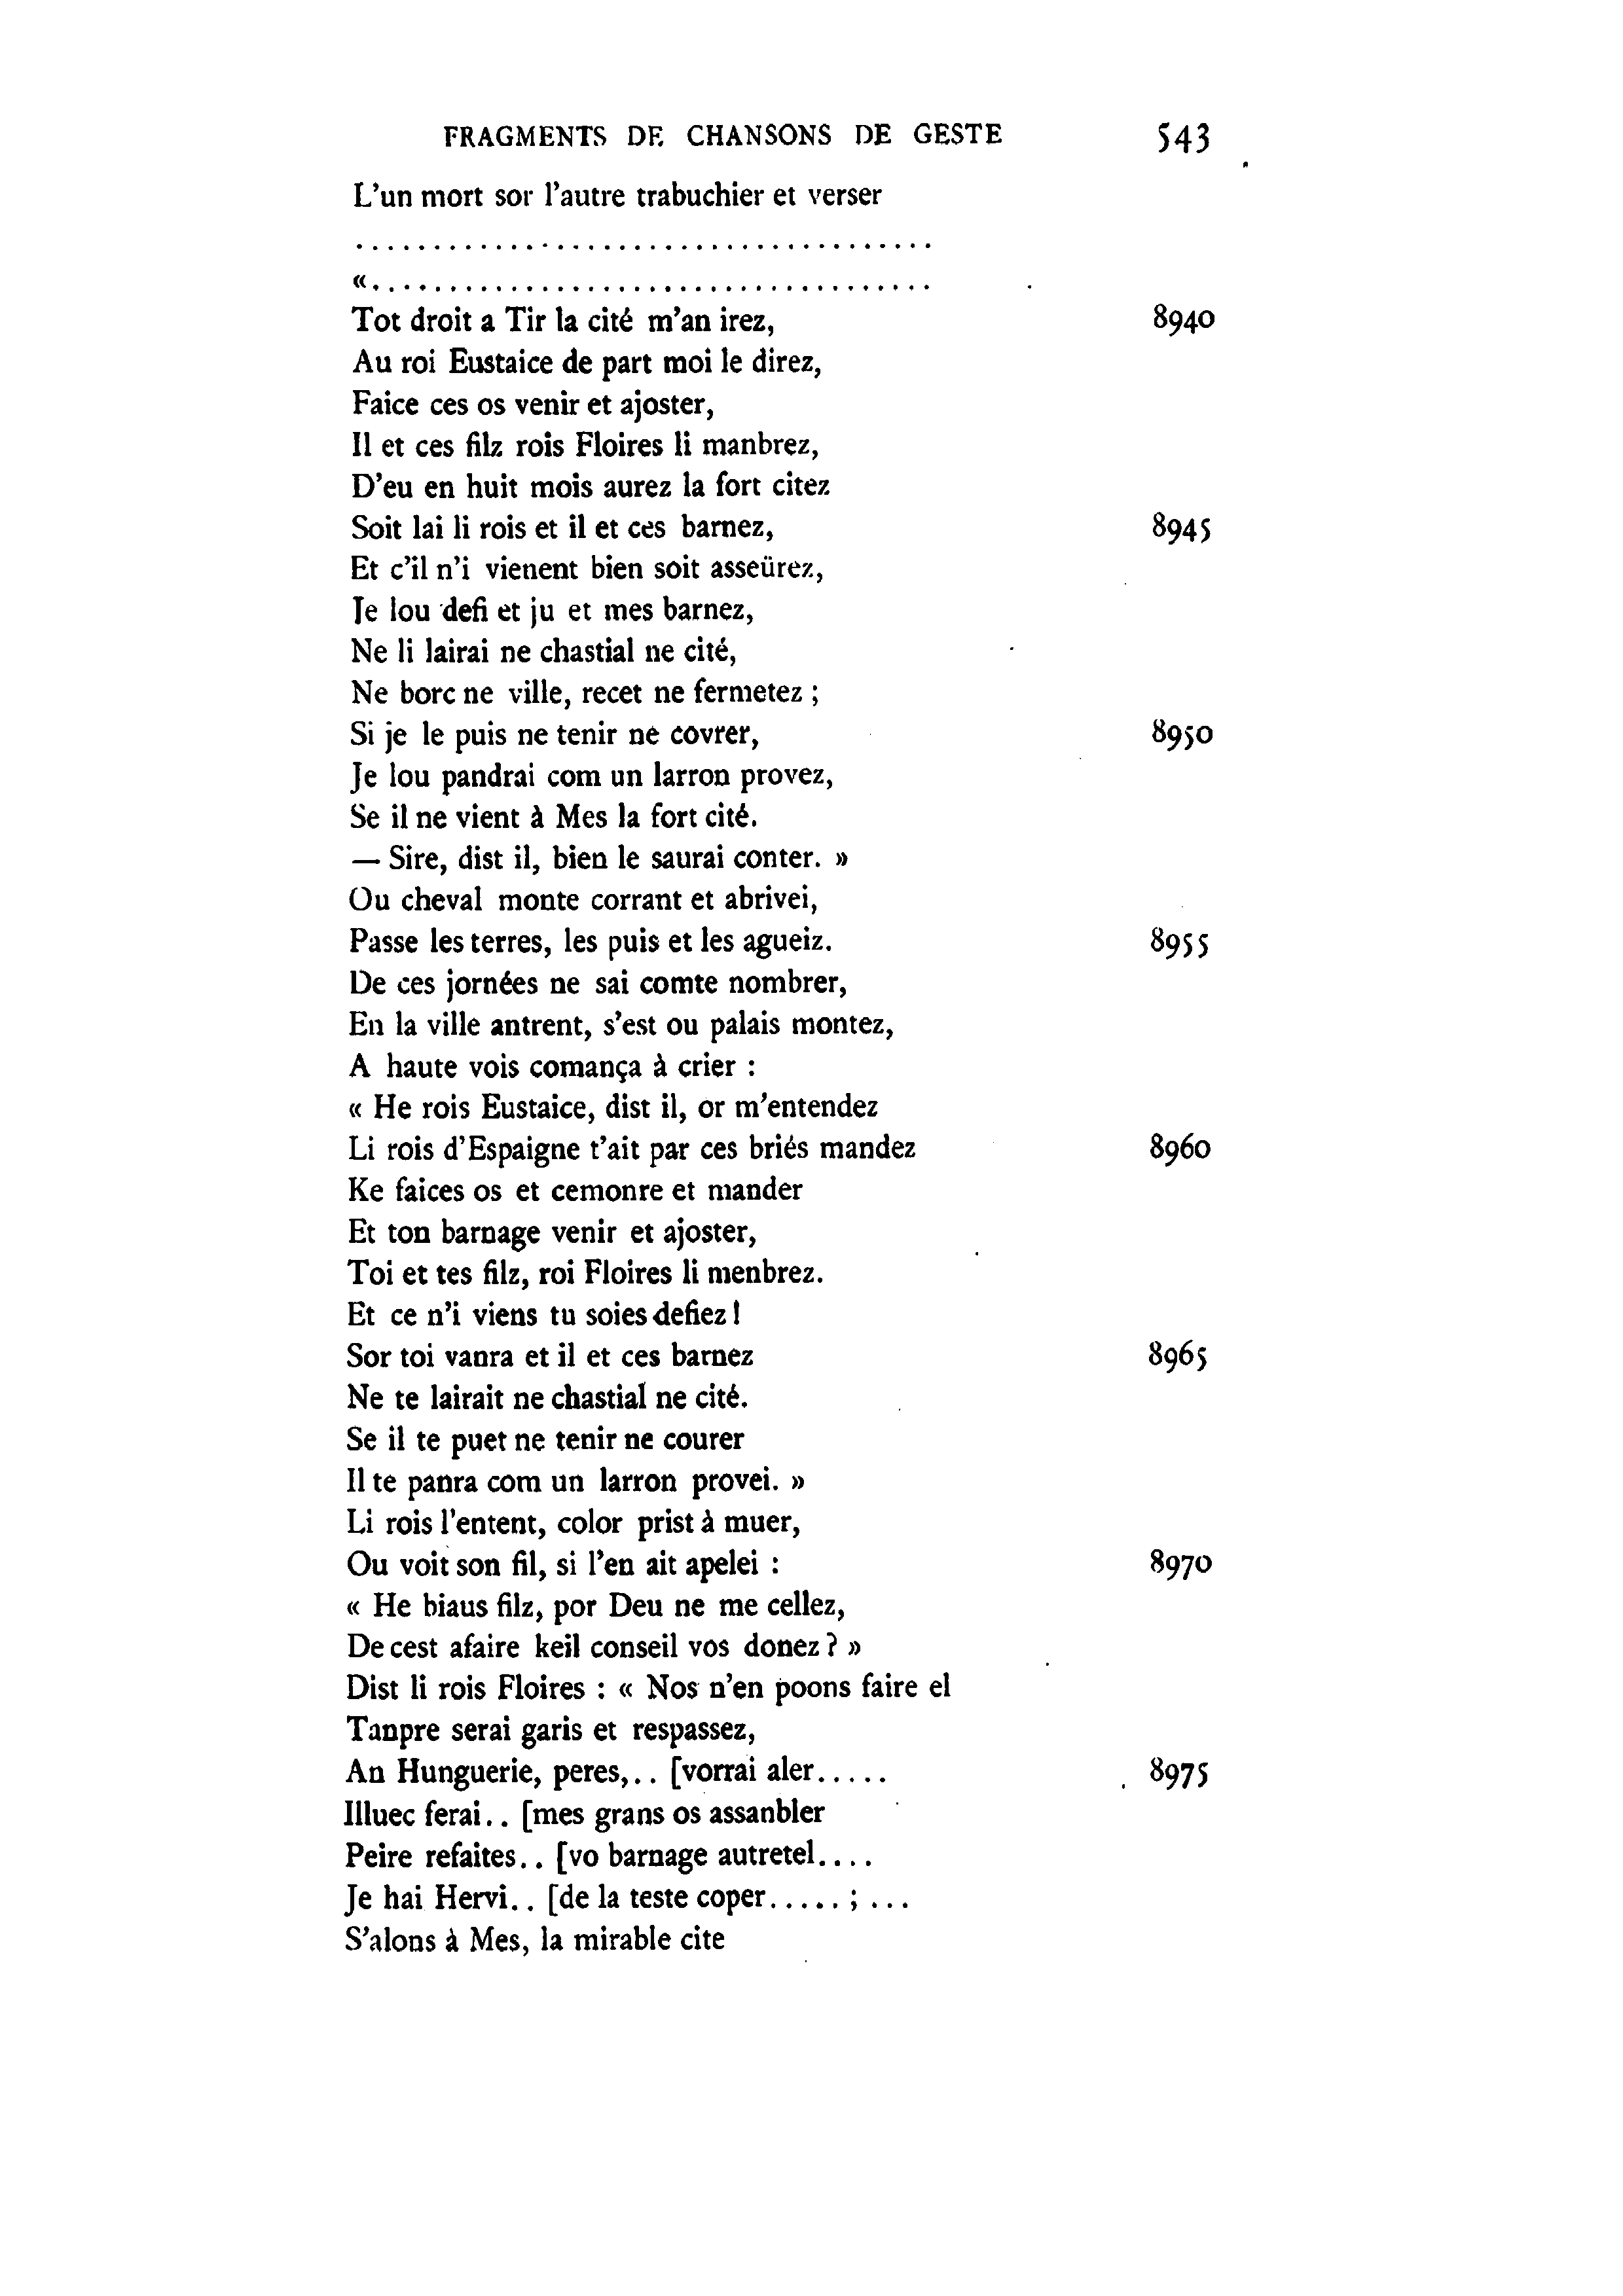 FRAGMENTS DE CHANSONS DE GESTE 543
L'un mort sor l'autre trabuchier et verser
......................................
«.....................................
Tot droit a Tir la cité m'an irez, 8940
Au roi Eustaice de part moi le direz,
Faice ces os venir et ajoster,
Il et ces filz rois Floires li manbrez,
D'eu en huit mois aurez la fort citez
Soit lai li rois et il et ces barnez, 8945
Et c'il n'i vienent bien soit asseürez,
Je lou defi et ju et mes barnez,
Ne li lairai ne chastial ne cité,
Ne borc ne ville, recet ne fermetez ;
Si je le puis ne tenir ne covrer, 8950
Je lou pandrai com un larron provez,
Se il ne vient à Mes la fort cité.
— Sire, dist il, bien le saurai conter. »
Ou cheval monte corrant et abrivei,
Passe les terres, les puis et les agueiz. 8955
De ces jornées ne sai comte nombrer,
En la ville antrent, s'est ou palais montez,
A haute vois comança à crier :
« He rois Eustaice, dist il, or m'entendez
Li rois d'Espaigne t'ait par ces briés mandez 8960
Ke faices os et cemonre et mander
Et ton barnage venir et ajoster,
Toi et tes filz, roi Floires li menbrez.
Et ce n'i viens tu soies defiez !
Sor toi vanra et il et ces barnez 8965
Ne te lairait ne chastial ne cité.
Se il te puet ne tenir ne courer
Il te panra com un larron provei. »
Li rois l'entent, color prist à muer,
Ou voit son fil, si l'en ait apelei : 8970
« He biaus filz, por Deu ne me cellez,
De cest afaire keil conseil vos donez ? »
Dist li rois Floires : « Nos n'en poons faire el
Tanpre serai garis et respassez,
An Hunguerie, peres,.. [vorrai aler..... 8975
Illuec ferai.. [mes grans os assanbler
Peire refaites.. [vo barnage autretel....
Je hai Hervi.. [de la teste coper..... ; ...
S'alons à Mes, la mirable cite